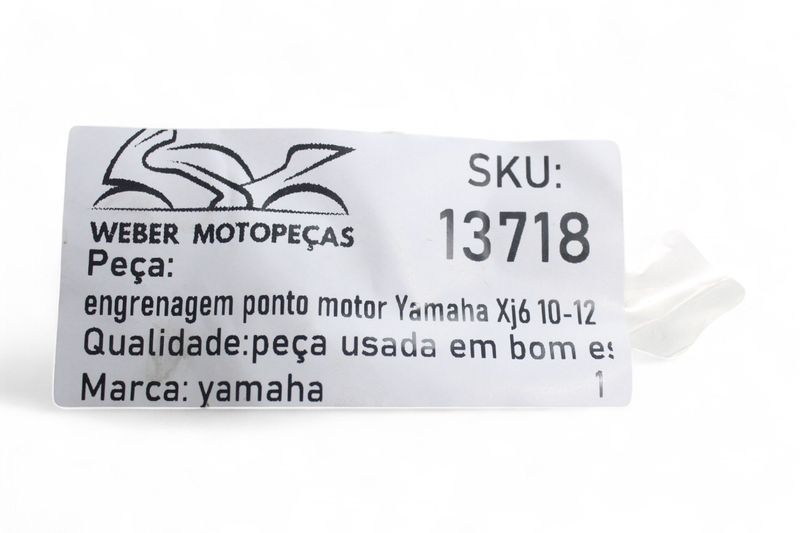 WEBER MOTOPEÇAS
SKU:
13718
Peça:
engrenagem ponto motor Yamaha Xj6 10-12
Qualidade:peça usada em bom es
Marca: yamaha
1